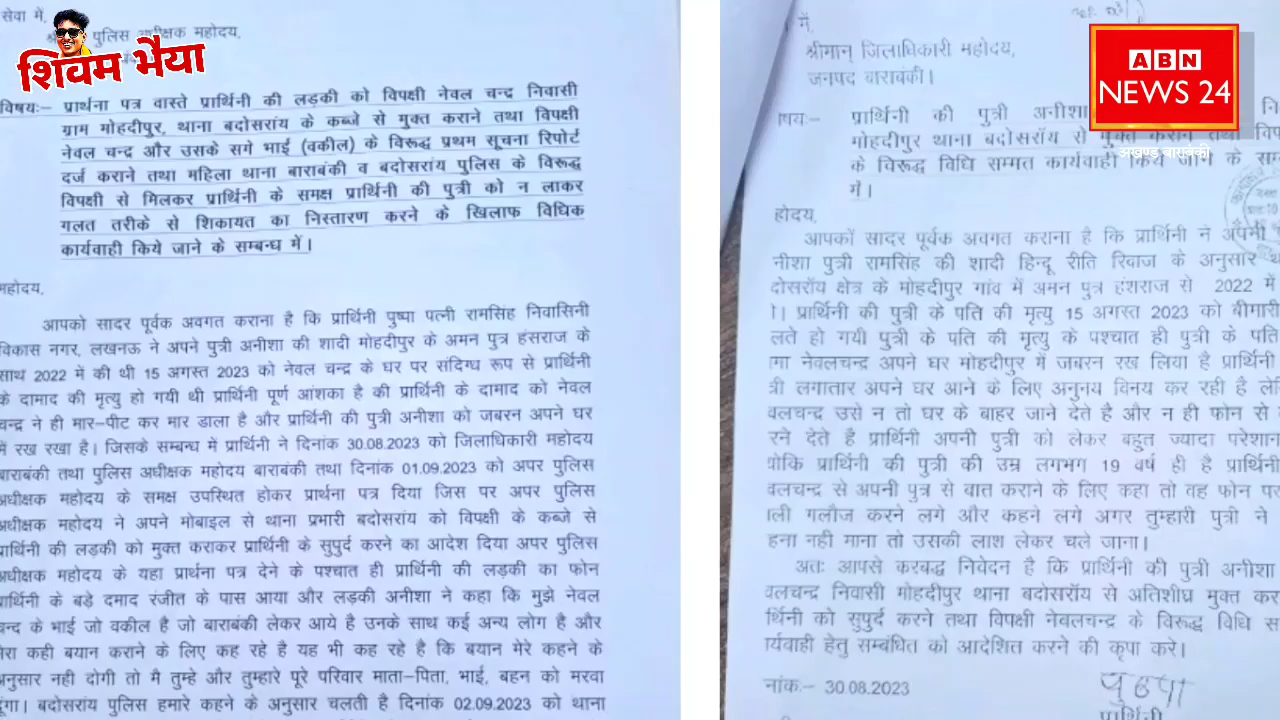 सेवा में,
पुलिस अधीक्षक महोदय,
शिवम भैया
विषयः– प्रार्थना पत्र वास्ते प्रार्थिनी की लड़की को विपक्षी नेवल चन्द्र निवासी
ग्राम मोहदीपुर, थाना बदोसरांय के कब्जे से मुक्त कराने तथा विपक्षी
नेवल चन्द्र और उसके सगे भाई (वकील) के विरूद्ध प्रथम सूचना रिपोर्ट
दर्ज कराने तथा महिला थाना बाराबंकी व बदोसरांय पुलिस के विरूद्ध
विपक्षी से मिलकर प्रार्थिनी के समक्ष प्रार्थिनी की पुत्री को न लाकर
गलत तरीके से शिकायत का निस्तारण करने के खिलाफ विधिक
कार्यवाही किये जाने के सम्बन्ध में।
महोदय,
आपको सादर पूर्वक अवगत कराना है कि प्रार्थिनी पुष्पा पत्नी रामसिंह निवासिनी
विकास नगर, लखनऊ ने अपने पुत्री अनीशा की शादी मोहदीपुर के अमन पुत्र हंसराज के
साथ 2022 में की थी 15 अगस्त 2023 को नेवल चन्द्र के घर पर संदिग्ध रूप से प्रार्थिनी
के दामाद की मृत्यु हो गयी थी प्रार्थिनी पूर्ण आंशका है की प्रार्थिनी के दामाद को नेवल
चन्द्र ने ही मार–पीट कर मार डाला है और प्रार्थिनी की पुत्री अनीशा को जबरन अपने घर
में रख रखा है। जिसके सम्बन्ध में प्रार्थिनी ने दिनांक 30.08.2023 को जिलाधिकारी महोदय
बाराबंकी तथा पुलिस अधीक्षक महोदय बाराबंकी तथा दिनांक 01.09.2023 को अपर पुलिस
अधीक्षक महोदय के समक्ष उपस्थित होकर प्रार्थना पत्र दिया जिस पर अपर पुलिस
अधीक्षक महोदय ने अपने मोबाइल से थाना प्रभारी बदोसरांय को विपक्षी के कब्जे से
प्रार्थिनी की लड़की को मुक्त कराकर प्रार्थिनी के सुपुर्द करने का आदेश दिया अपर पुलिस
अधीक्षक महोदय के यहा प्रार्थना पत्र देने के पश्चात ही प्रार्थिनी की लड़की का फोन
प्रार्थिनी के बड़े दमाद रंजीत के पास आया और लड़की अनीशा ने कहा कि मुझे नेवल
चन्द के भाई जो वकील है जो बाराबंकी लेकर आये है उनके साथ कई अन्य लोग है और
मेरा कही बयान कराने के लिए कह रहे है यह भी कह रहे है कि बयान मेरे कहने के
अनुसार नही दोगी तो मै तुम्हे और तुम्हारे पूरे परिवार माता–पिता, भाई, बहन को मरवा
दूंगा। बदोसरांय पुलिस हमारे कहने के अनुसार चलती है दिनांक 02.09.2023 को थाना
में,
श्रीमान् जिलाधिकारी महोदय,
जनपद बाराबंकी।
षयः– प्रार्थिनी की पुत्री अनीशा नि
मोहदीपुर थाना बदोसरॉय से मुक्त कराने तथा विप
के विरूद्ध विधि सम्मत कार्यवाही किये जाने के सम
में।
होदय,
आपकों सादर पूर्वक अवगत कराना है कि प्रार्थिनी ने अपनी
नीशा पुत्री रामसिंह की शादी हिन्दू रीति रिवाज के अनुसार थ
दोसरॉय क्षेत्र के मोहदीपुर गांव में अमन पुत्र हंशराज से 2022 में
। प्रार्थिनी की पुत्री के पति की मृत्यु 15 अगस्त 2023 को बीमारी
लते हो गयी पुत्री के पति की मृत्यु के पश्चात ही पुत्री के पति
नेवलचन्द्र अपने घर मोहदीपुर में जबरन रख लिया है प्रार्थिनी
त्री लगातार अपने घर आने के लिए अनुनय विनय कर रही है लेि
वलचन्द्र उसे न तो घर के बाहर जाने देते है और न ही फोन से
रने देते है प्रार्थिनी अपनी पुत्री को लेकर बहुत ज्यादा परेशान
योकि प्रार्थिनी की पुत्री की उम्र लगभग 19 वर्ष ही है प्रार्थिनी
वलचन्द्र से अपनी पुत्र से बात कराने के लिए कहा तो वह फोन पर
ाली गलौज करने लगे और कहने लगे अगर तुम्हारी पुत्री ने
हना नही माना तो उसकी लाश लेकर चले जाना।
अतः आपसे करबद्ध निवेदन है कि प्रार्थिनी की पुत्री अनीशा
वलचन्द्र निवासी मोहदीपुर थाना बदोसरॉय से अतिशीघ्र मुक्त कर
र्थिनी को सुपुर्द करने तथा विपक्षी नेवलचन्द्र के विरूद्ध विधि स
र्यवाही हेतु सम्बंधित को आदेशित करने की कृपा करे।
नांकः– 30.08.2023
पुष्पा
प्रार्थिनी
ABN
NEWS 24
अखण्ड बाराबंकी